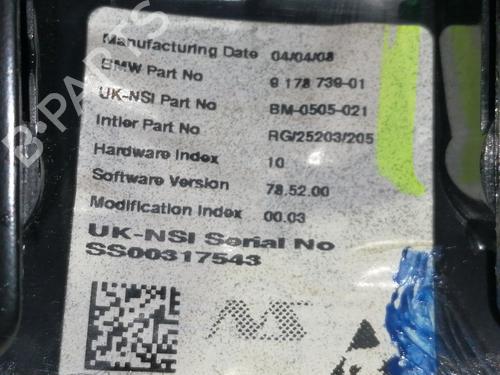 Manufacturing Date 04/04/08
BMW Part No 9 178 739-01
UK-NSI Part No BM-0505-021
Intier Part No RG/25203/205
Hardware Index 10
Software Version 78.52.00
Modification Index 00.03
UK-NSI Serial No
SS00317543
B-PARTS